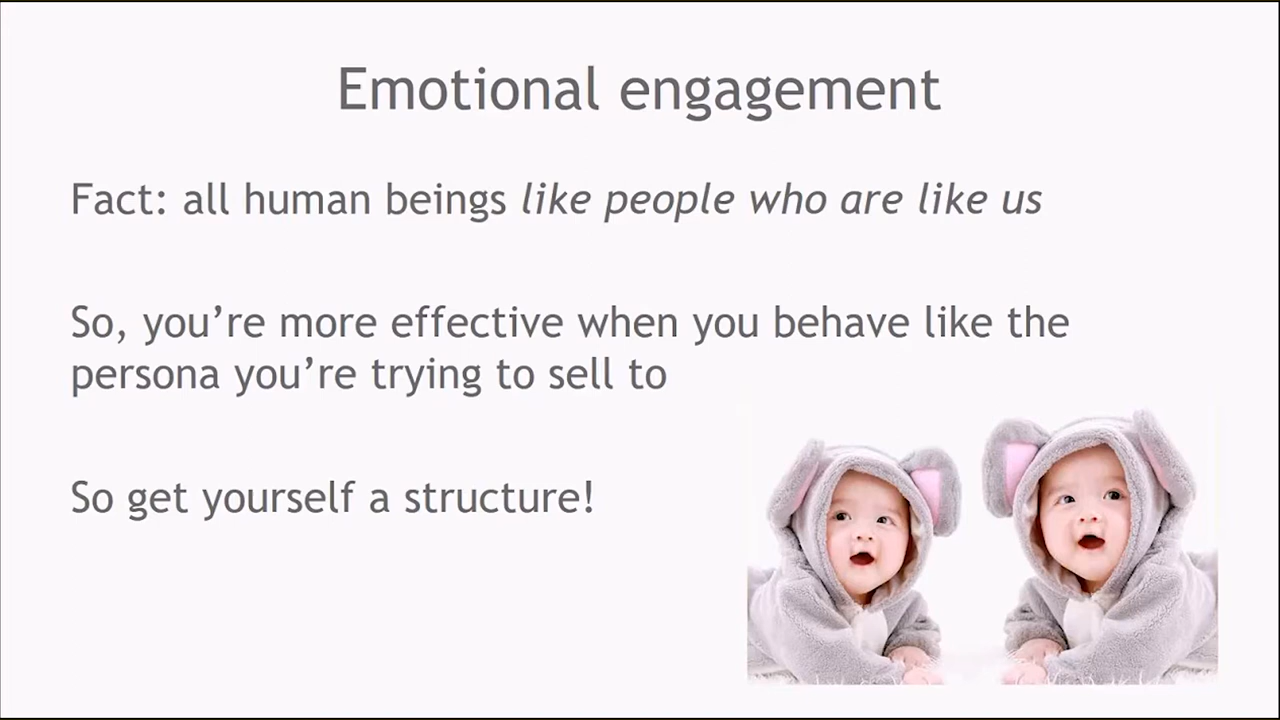 Emotional engagement
Fact: all human beings like people who are like us
So, you’re more effective when you behave like the
persona you’re trying to sell to
So get yourself a structure!